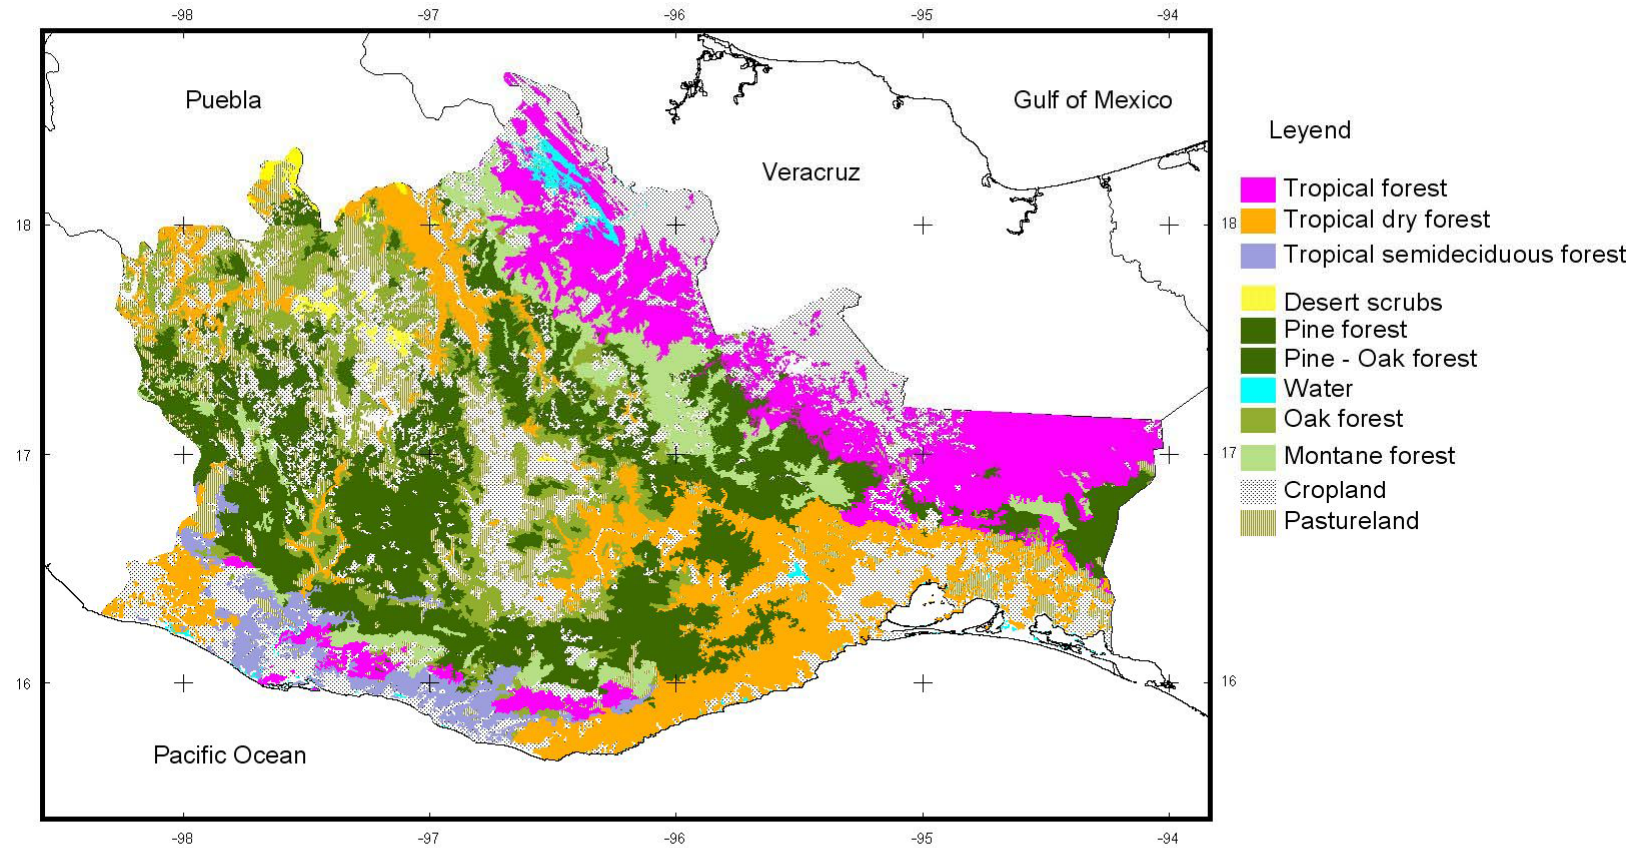 -98 -97 -96 -95 -94
Puebla
Gulf of Mexico
Veracruz
Leyend
Tropical forest
Tropical dry forest
Tropical semideciduous forest
Desert scrubs
Pine forest
Pine - Oak forest
Water
Oak forest
Montane forest
Cropland
Pastureland
18 18
17 17
16 16
Pacific Ocean
-98 -97 -96 -95 -94